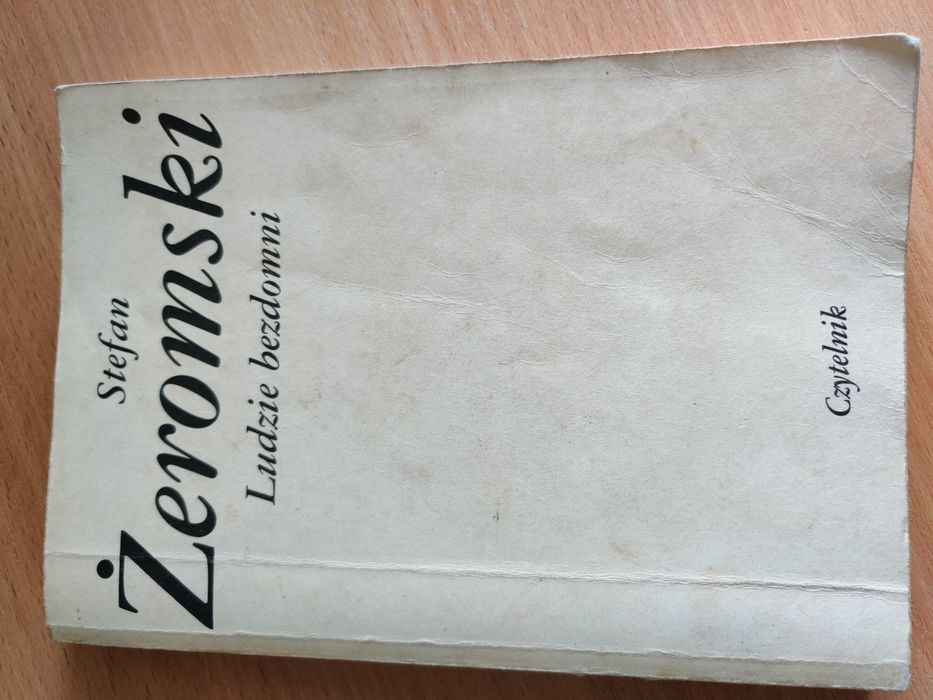 Stefan
Żeromski
Ludzie bezdomni
Czytelnik